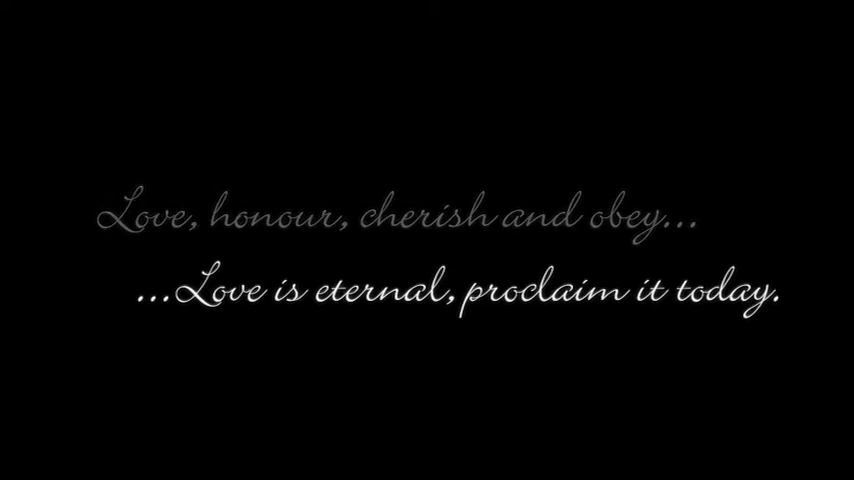 Love, honour, cherish and obey...
...Love is eternal, proclaim it today.